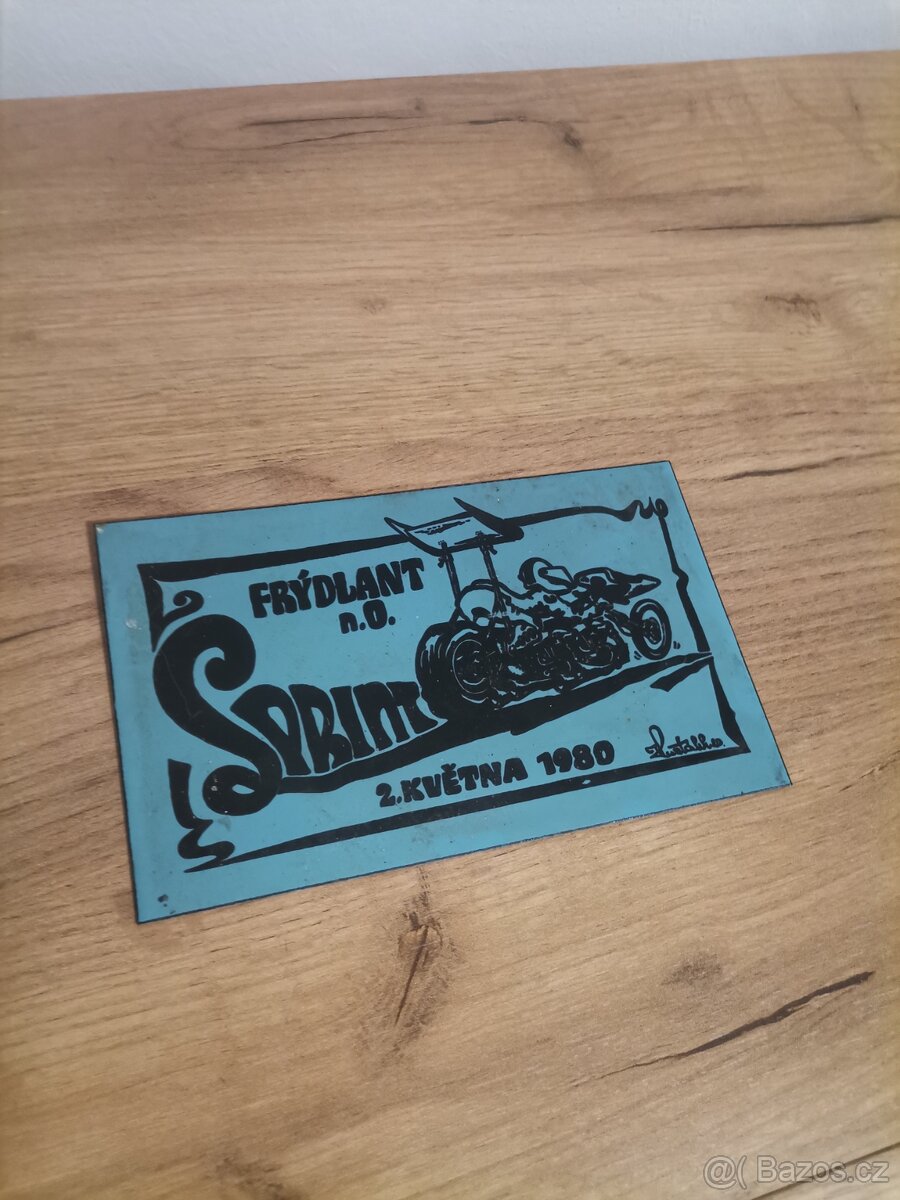 FRÝDLANT
n.O.
SPRINT
2. KVĚTNA 1980
@( Bazos.cz